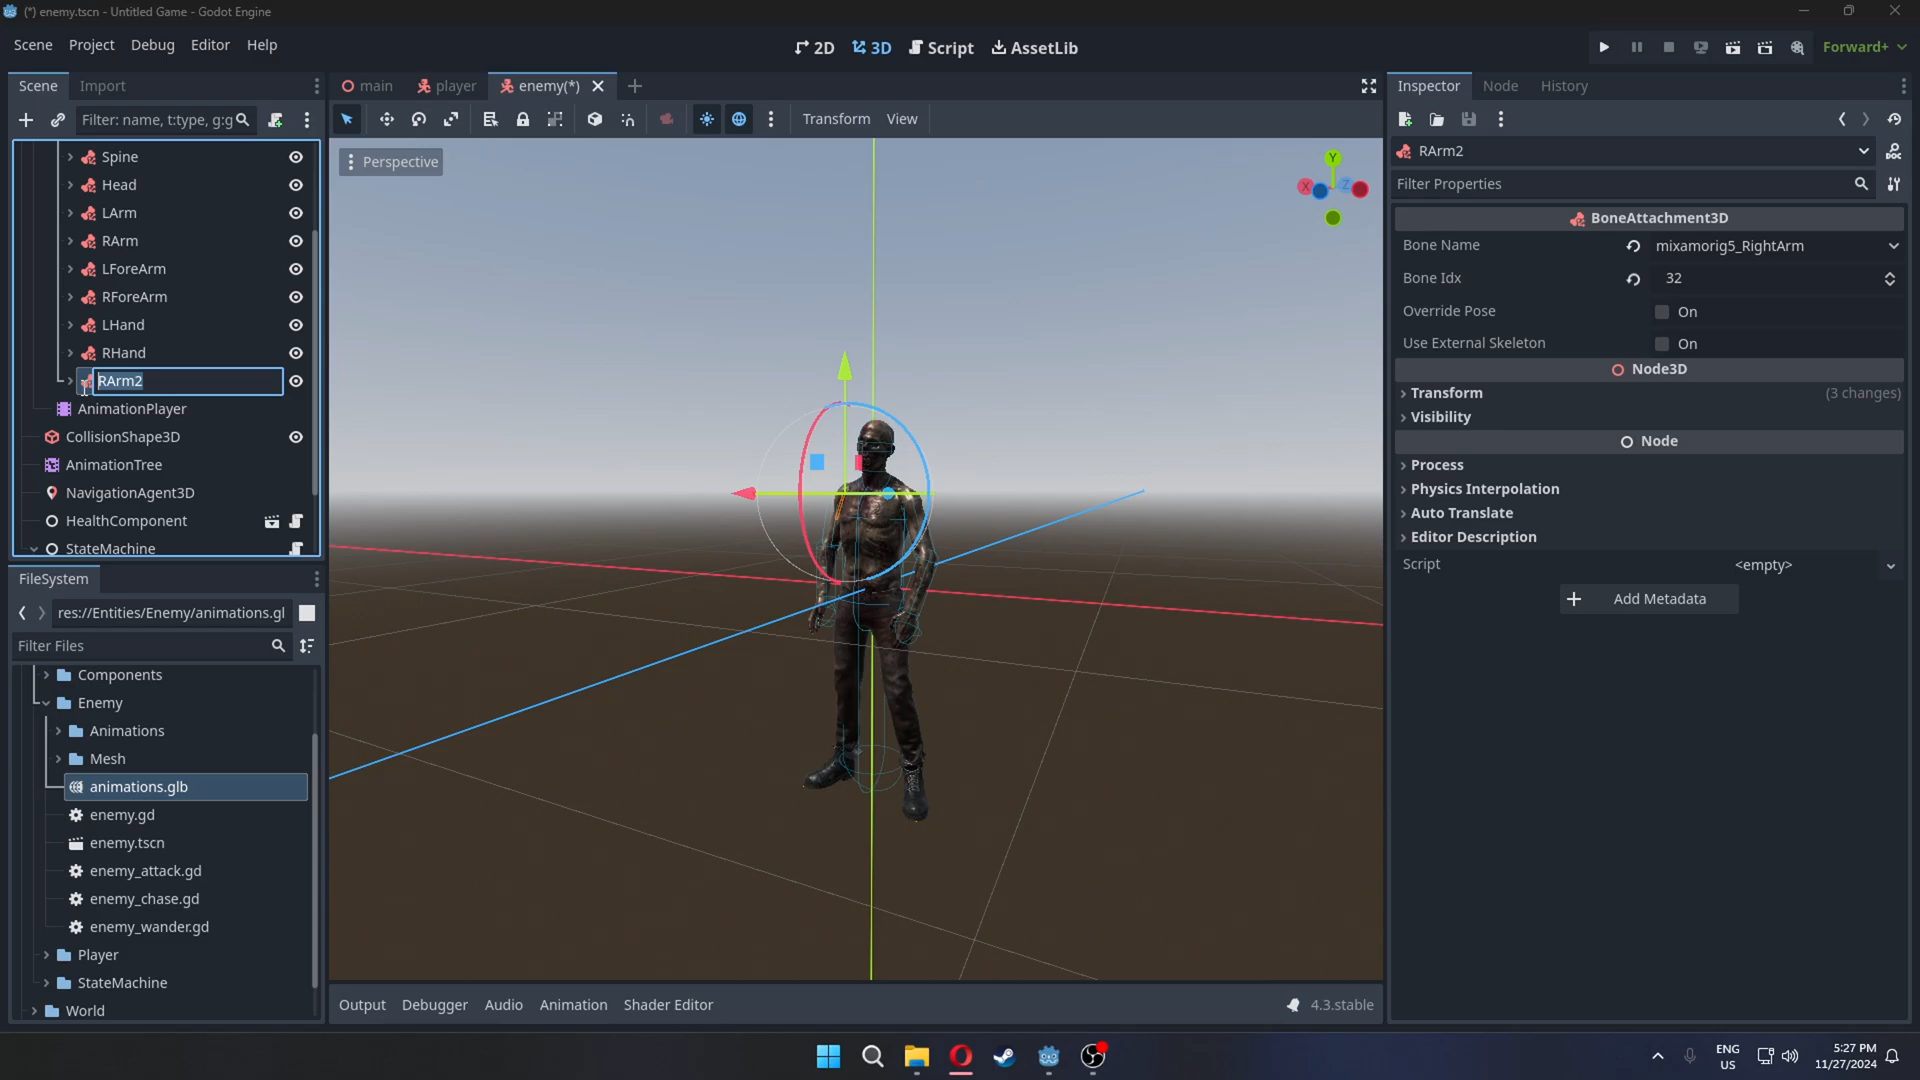 (*) enemy.tscn - Untitled Game - Godot Engine
Scene Project Debug Editor Help
2D 3D Script AssetLib
Forward+
Scene Import
main player enemy(*)
Inspector Node History
Filter: name, t:type, g:g
Transform View
RArm2
Perspective
Y
X
Z
Filter Properties
Spine
Head
LArm
RArm
LForeArm
RForeArm
LHand
RHand
RArm2
AnimationPlayer
CollisionShape3D
AnimationTree
NavigationAgent3D
HealthComponent
StateMachine
BoneAttachment3D
Bone Name mixamorig5_RightArm
Bone Idx 32
Override Pose On
Use External Skeleton On
Node3D
Transform (3 changes)
Visibility
Node
Process
Physics Interpolation
Auto Translate
Editor Description
Script <empty>
Add Metadata
FileSystem
res://Entities/Enemy/animations.gl
Filter Files
Components
Enemy
Animations
Mesh
animations.glb
enemy.gd
enemy.tscn
enemy_attack.gd
enemy_chase.gd
enemy_wander.gd
Player
StateMachine
World
Output Debugger Audio Animation Shader Editor
4.3.stable
ENG
US
5:27 PM
11/27/2024